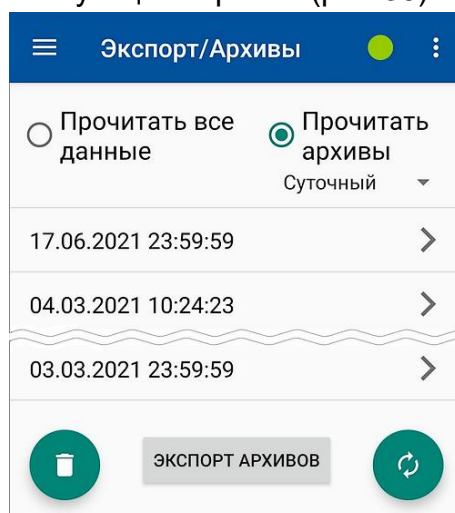 Экспорт/Архивы
Прочитать все
данные
Прочитать
архивы
Суточный
17.06.2021 23:59:59
04.03.2021 10:24:23
03.03.2021 23:59:59
ЭКСПОРТ АРХИВОВ